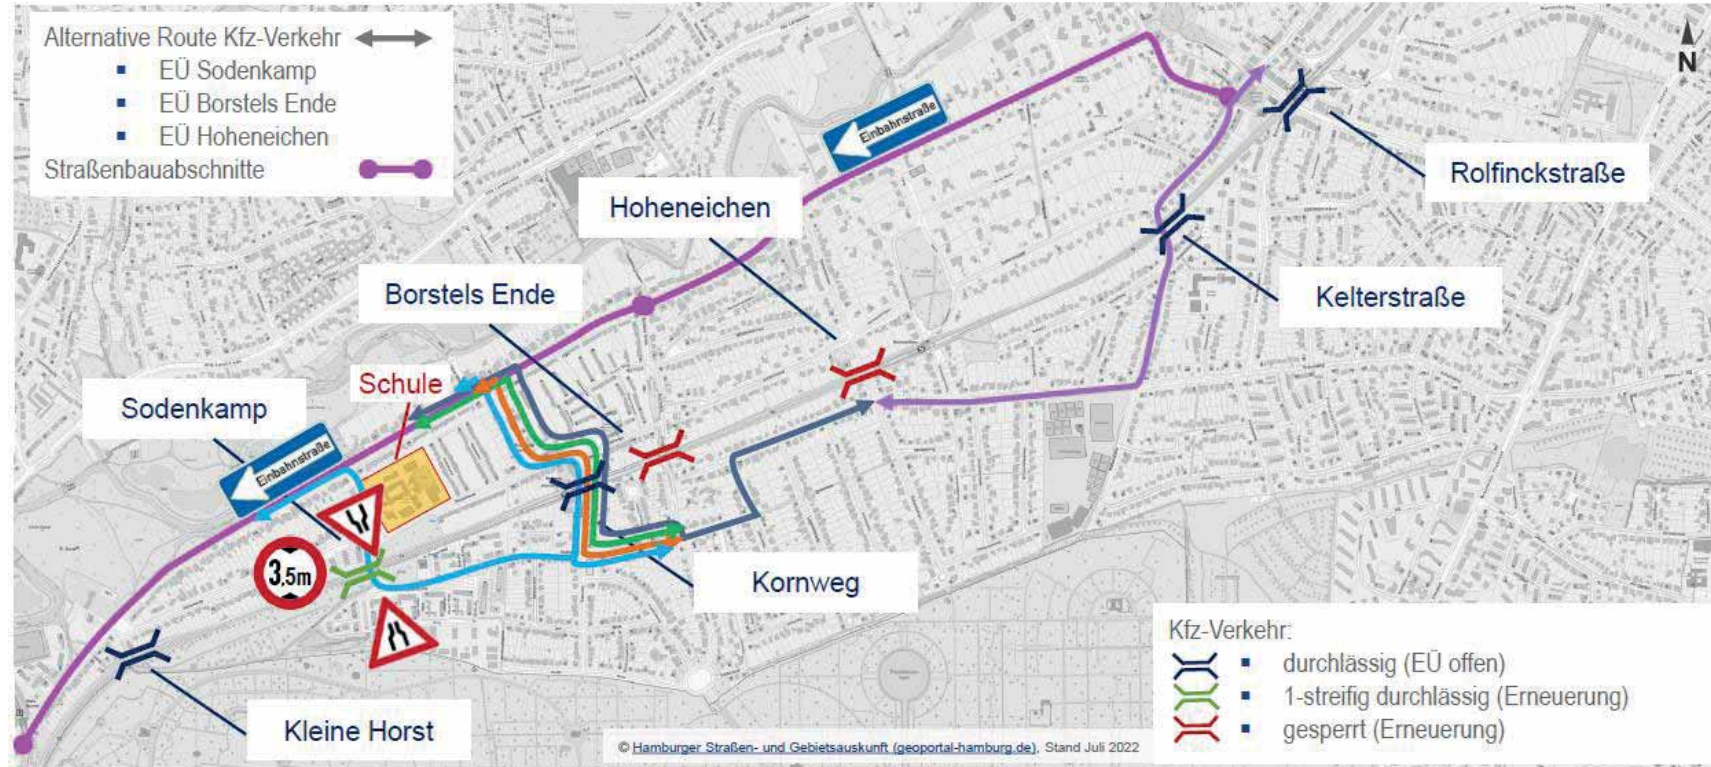 Alternative Route Kfz-Verkehr
▪ EÜ Sodenkamp
▪ EÜ Borstels Ende
▪ EÜ Hoheneichen
Straßenbauabschnitte
N
Einbahnstraße
Rolfinckstraße
Hoheneichen
Kelterstraße
Borstels Ende
Schule
Sodenkamp
Einbahnstraße
3,5m
Kornweg
Kleine Horst
Kfz-Verkehr:
▪ durchlässig (EÜ offen)
▪ 1-streifig durchlässig (Erneuerung)
▪ gesperrt (Erneuerung)
© Hamburger Straßen- und Gebietsauskunft (geoportal-hamburg.de), Stand Juli 2022